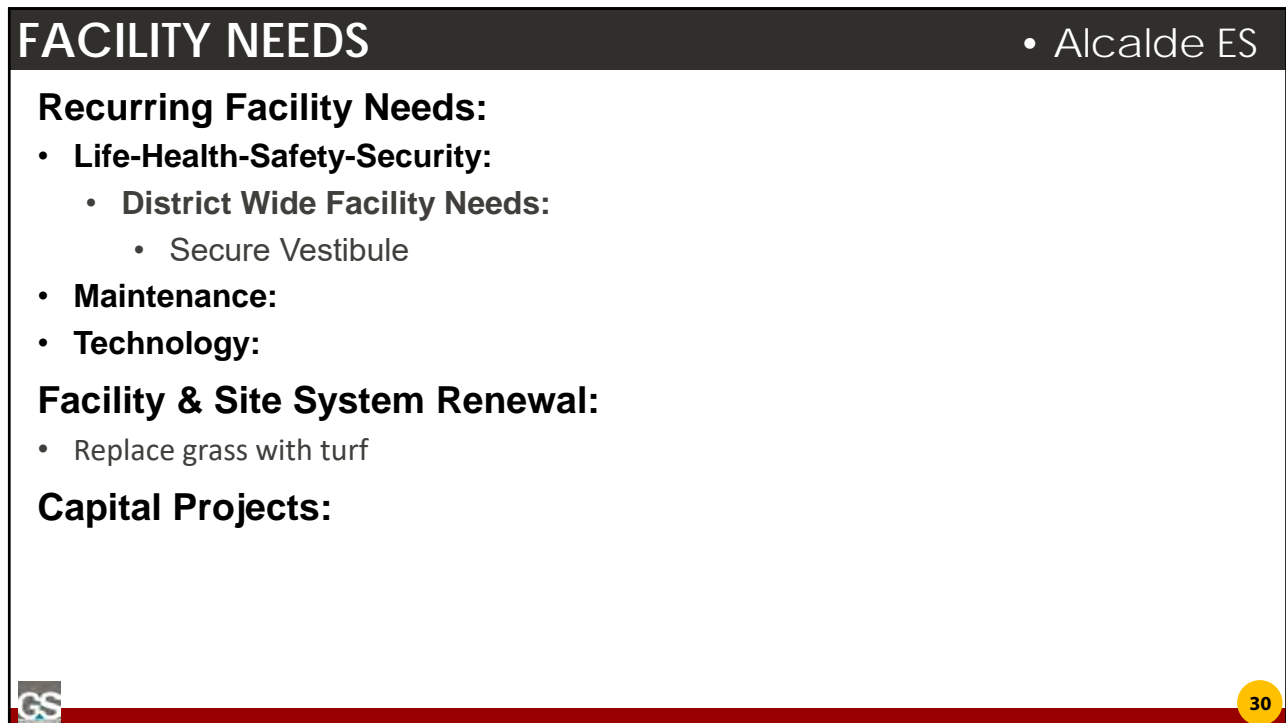 FACILITY NEEDS • Alcalde ES
Recurring Facility Needs:
• Life-Health-Safety-Security:
• District Wide Facility Needs:
• Secure Vestibule
• Maintenance:
• Technology:
Facility & Site System Renewal:
• Replace grass with turf
Capital Projects:
GS
30